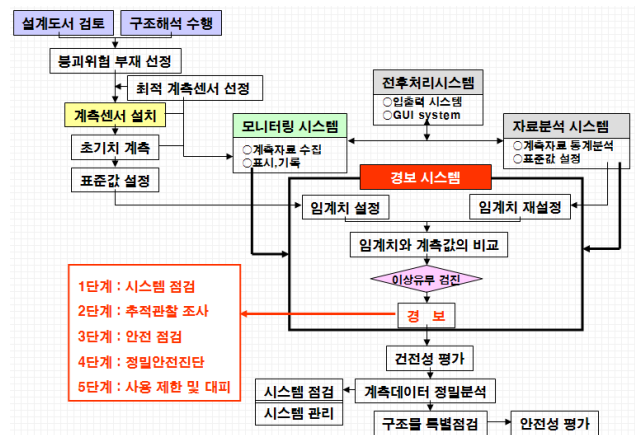 설계도서 검토
구조해석 수행
붕괴위험 부재 선정
최적 계측센서 선정
계측센서 설치
초기치 계측
표준값 설정
모니터링 시스템
○계측자료 수집
○표시,기록
전후처리시스템
○입출력 시스템
○GUI system
자료분석 시스템
○계측자료 통계분석
○표준값 설정
경보 시스템
임계치 설정
임계치 재설정
임계치와 계측값의 비교
이상유무 검진
경 보
1단계 : 시스템 점검
2단계 : 추적관찰 조사
3단계 : 안전 점검
4단계 : 정밀안전진단
5단계 : 사용 제한 및 대피
건전성 평가
시스템 점검
계측데이터 정밀분석
시스템 관리
구조물 특별점검
안전성 평가